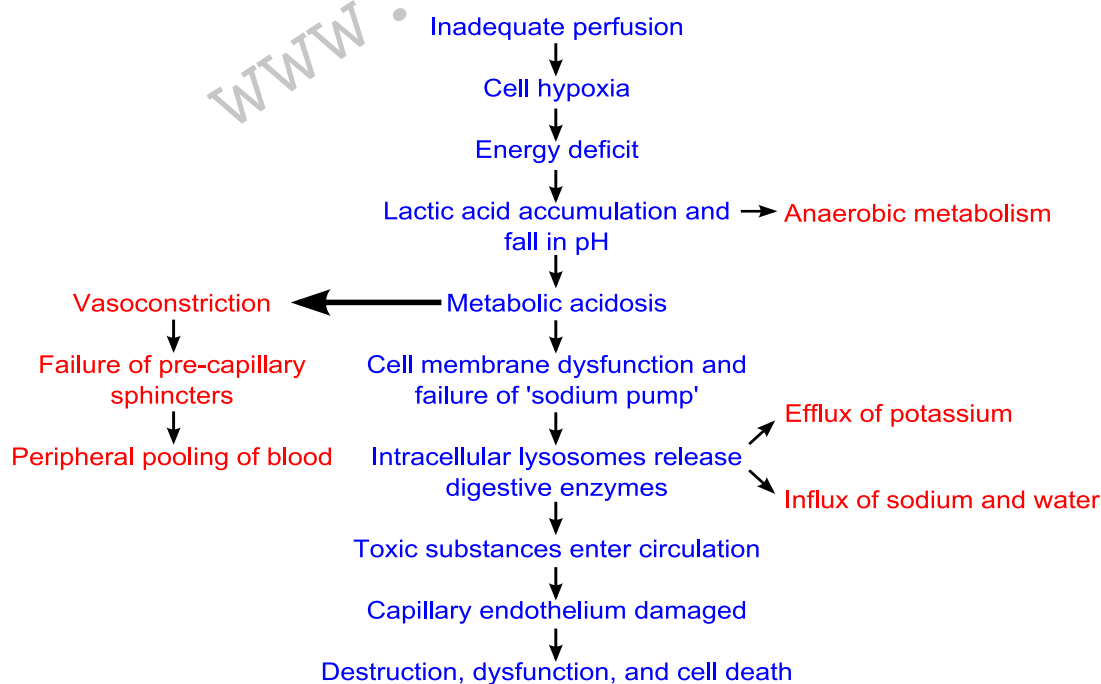 www.
Inadequate perfusion
Cell hypoxia
Energy deficit
Lactic acid accumulation and
fall in pH
Anaerobic metabolism
Vasoconstriction
Metabolic acidosis
Failure of pre-capillary
sphincters
Cell membrane dysfunction and
failure of 'sodium pump'
Efflux of potassium
Peripheral pooling of blood
Intracellular lysosomes release
digestive enzymes
Influx of sodium and water
Toxic substances enter circulation
Capillary endothelium damaged
Destruction, dysfunction, and cell death